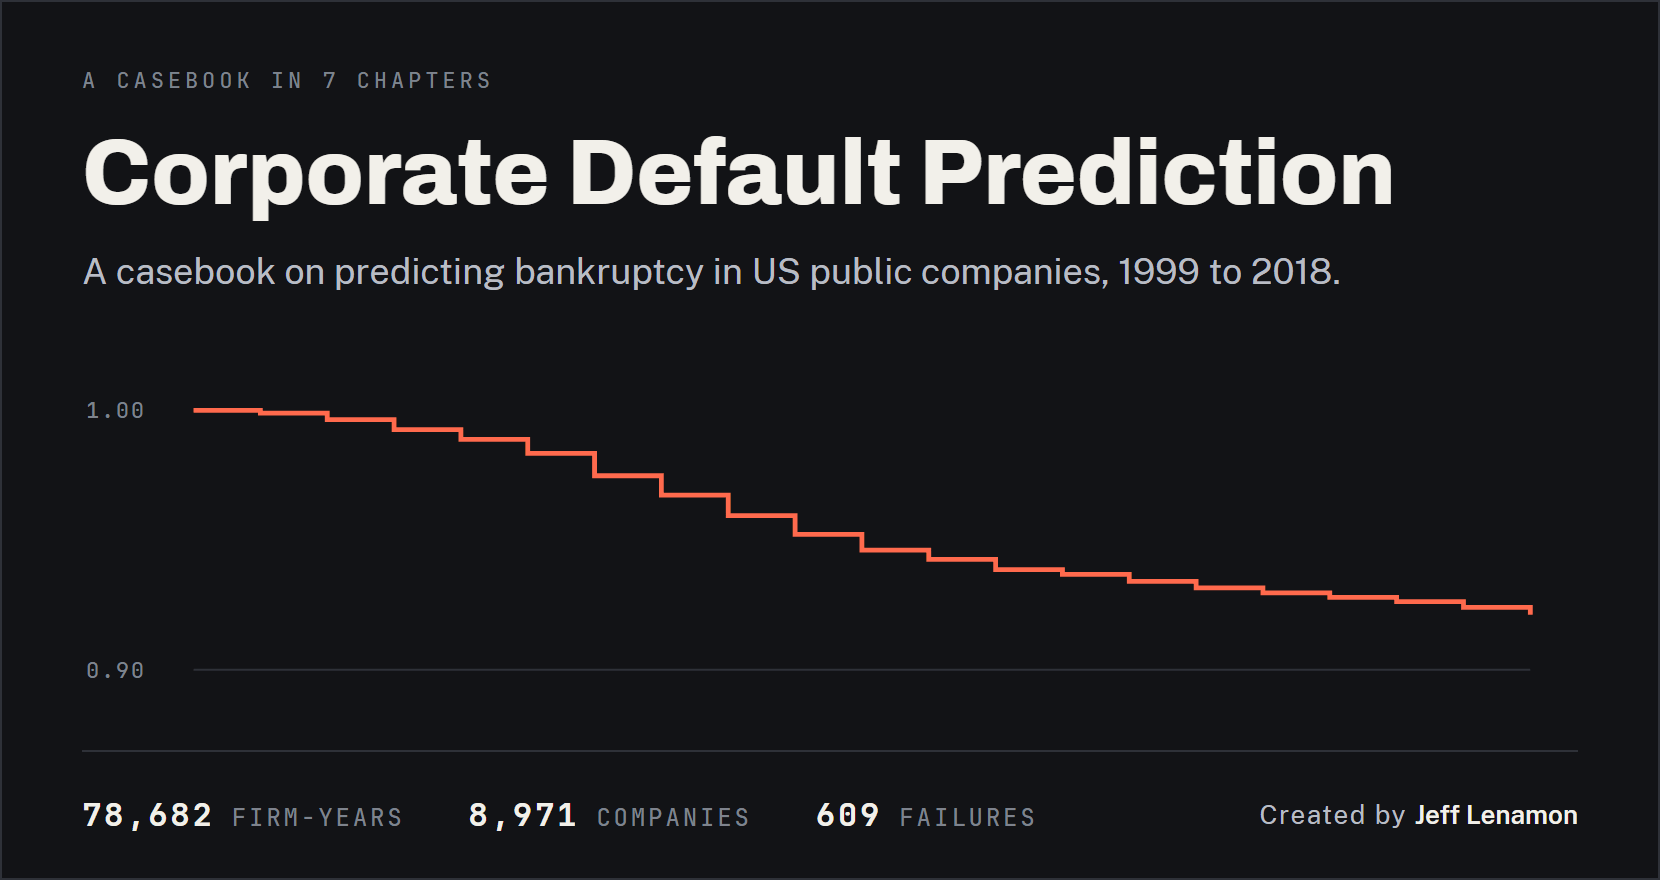 A CASEBOOK IN 7 CHAPTERS
Corporate Default Prediction
A casebook on predicting bankruptcy in US public companies, 1999 to 2018.
1.00
0.90
78,682 FIRM-YEARS 8,971 COMPANIES 609 FAILURES Created by Jeff Lenamon